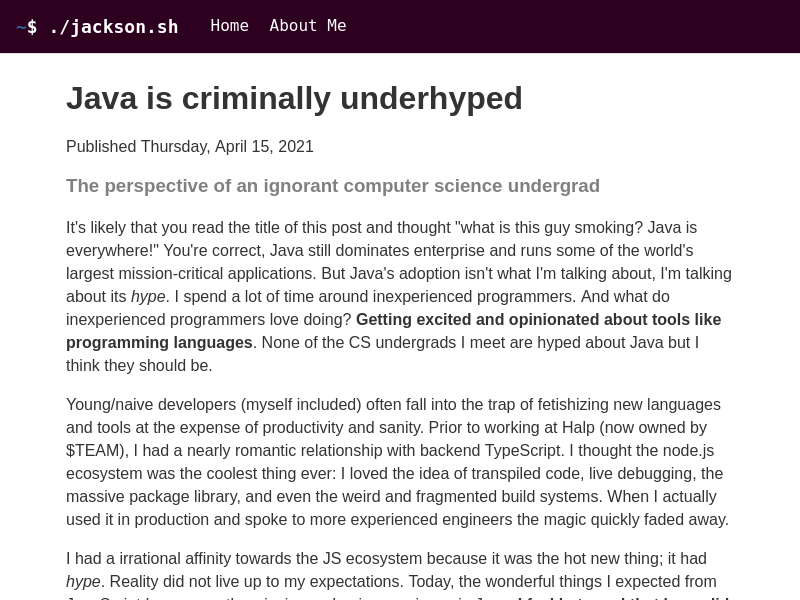 ~$ ./jackson.sh Home About Me
Java is criminally underhyped
Published Thursday, April 15, 2021
The perspective of an ignorant computer science undergrad
It's likely that you read the title of this post and thought "what is this guy smoking? Java is
everywhere!" You're correct, Java still dominates enterprise and runs some of the world's
largest mission-critical applications. But Java's adoption isn't what I'm talking about, I'm talking
about its hype. I spend a lot of time around inexperienced programmers. And what do
inexperienced programmers love doing? Getting excited and opinionated about tools like
programming languages. None of the CS undergrads I meet are hyped about Java but I
think they should be.
Young/naive developers (myself included) often fall into the trap of fetishizing new languages
and tools at the expense of productivity and sanity. Prior to working at Halp (now owned by
$TEAM), I had a nearly romantic relationship with backend TypeScript. I thought the node.js
ecosystem was the coolest thing ever: I loved the idea of transpiled code, live debugging, the
massive package library, and even the weird and fragmented build systems. When I actually
used it in production and spoke to more experienced engineers the magic quickly faded away.
I had a irrational affinity towards the JS ecosystem because it was the hot new thing; it had
hype. Reality did not live up to my expectations. Today, the wonderful things I expected from